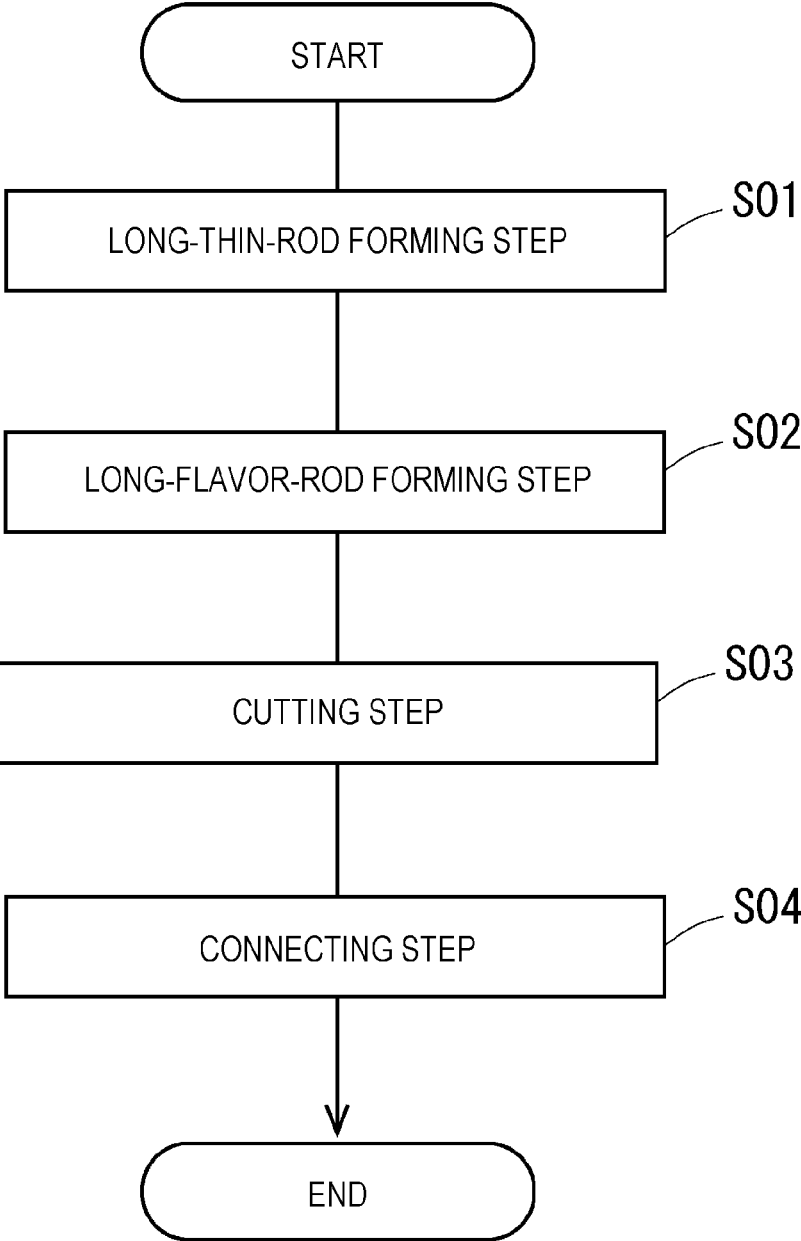 START
LONG-THIN-ROD FORMING STEP
S01
LONG-FLAVOR-ROD FORMING STEP
S02
CUTTING STEP
S03
CONNECTING STEP
S04
END